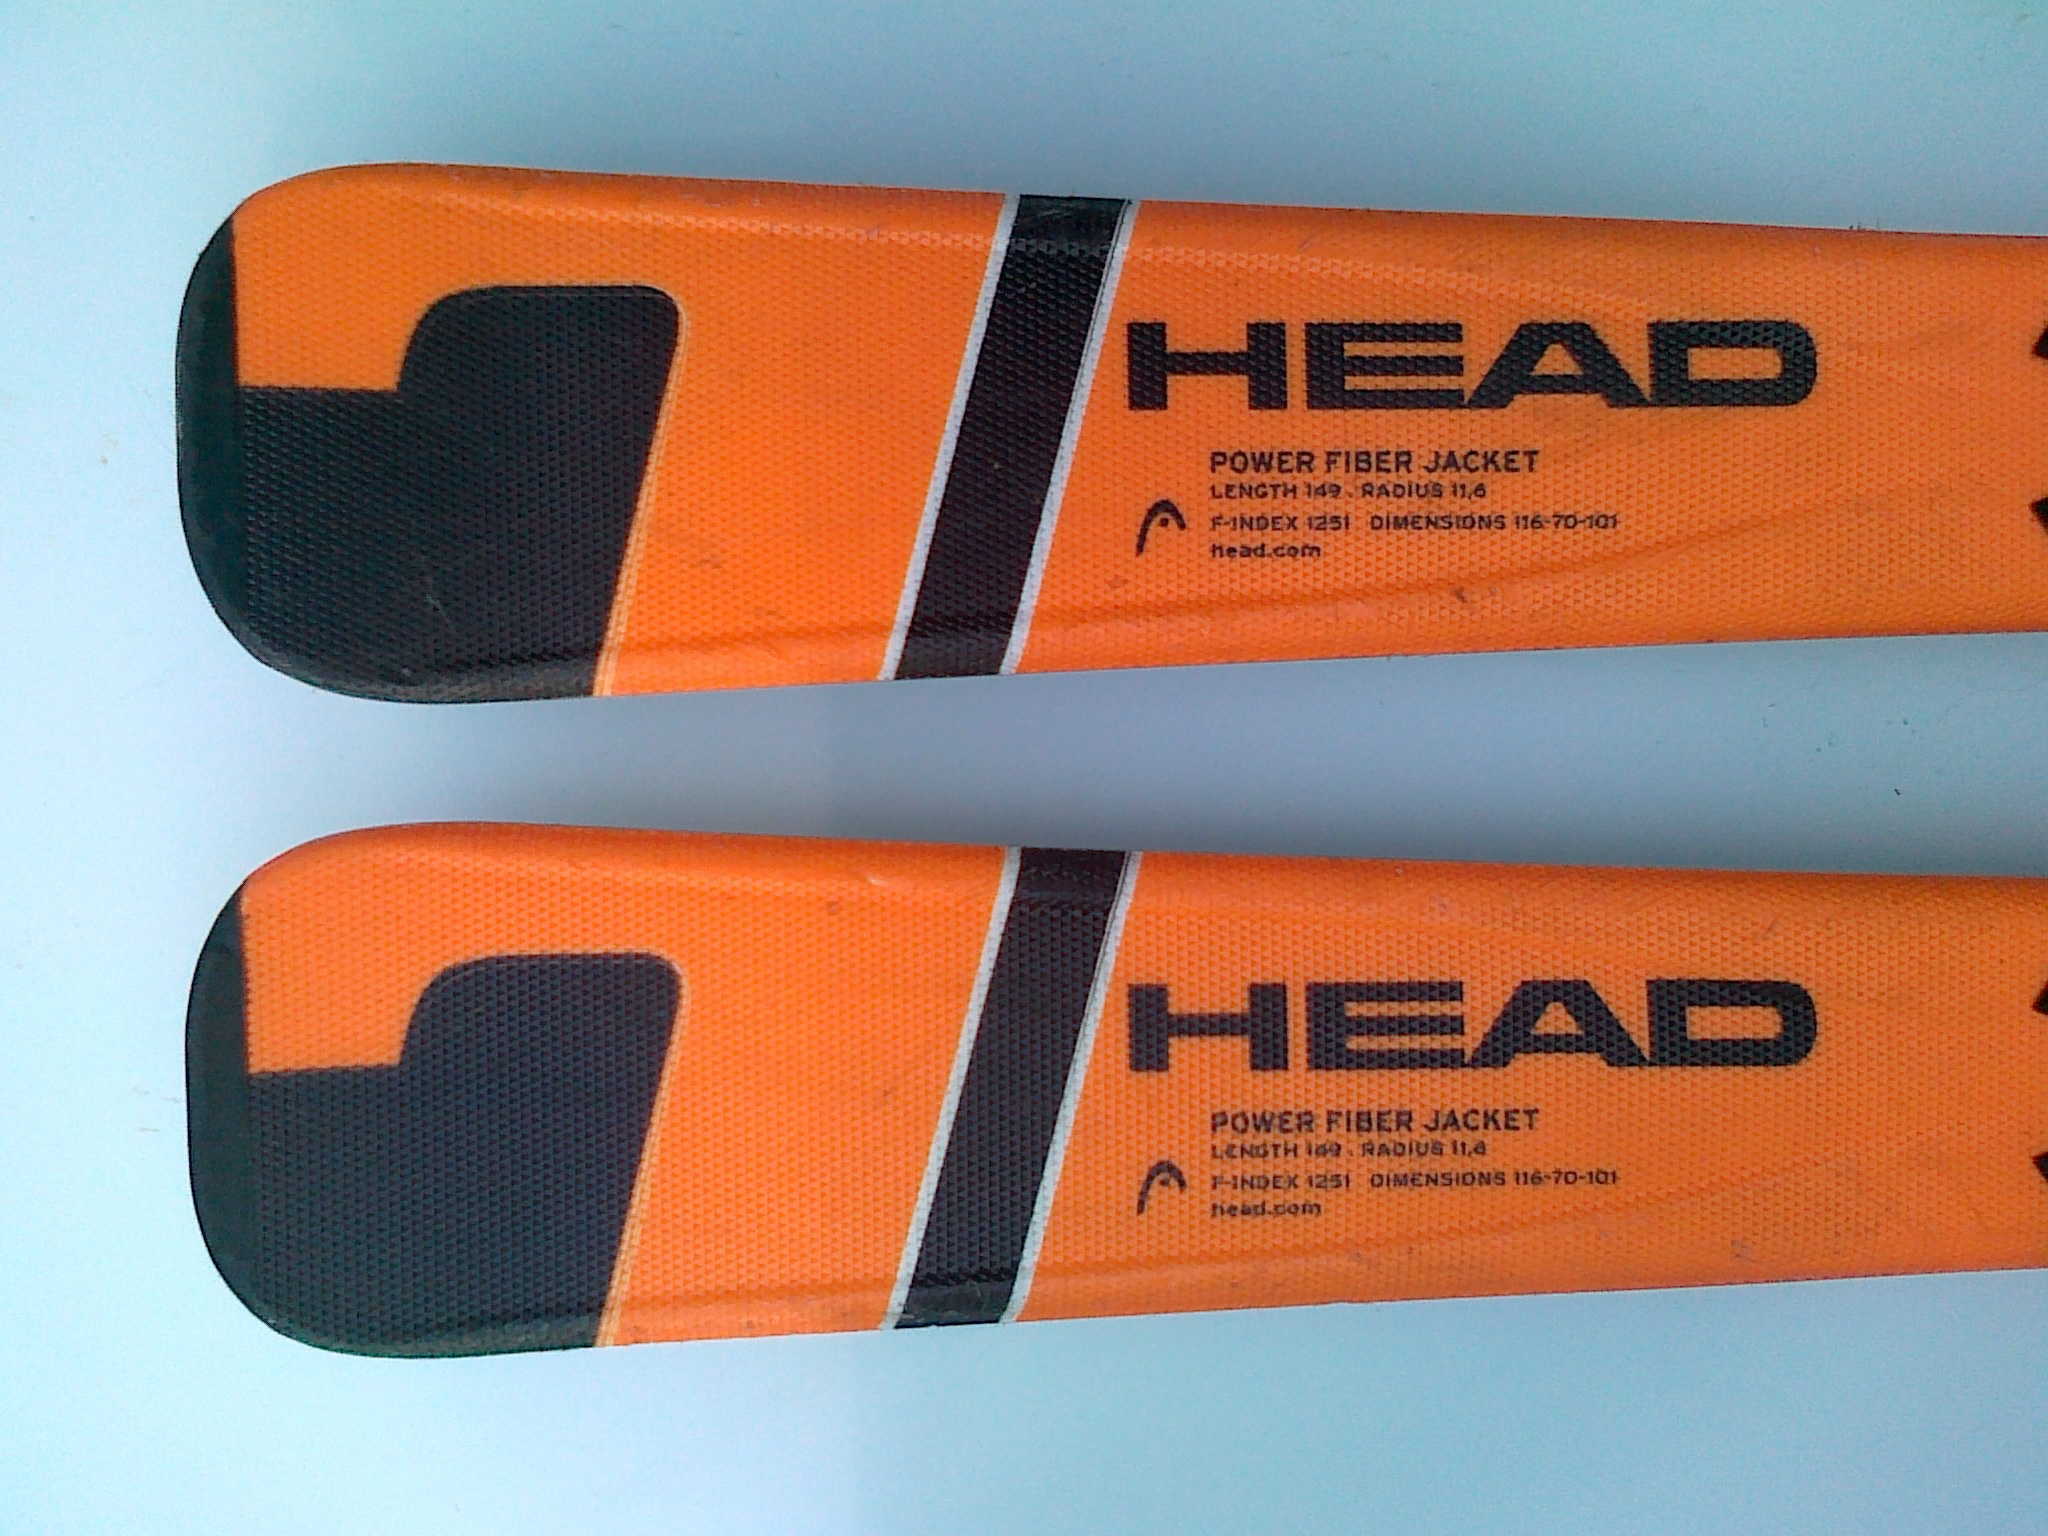 HEAD
POWER FIBER JACKET
LENGTH 149 . RADIUS 11,6
F-INDEX 1251 DIMENSIONS 116-70-101
head.com
HEAD
POWER FIBER JACKET
LENGTH 149 . RADIUS 11,6
F-INDEX 1251 DIMENSIONS 116-70-101
head.com